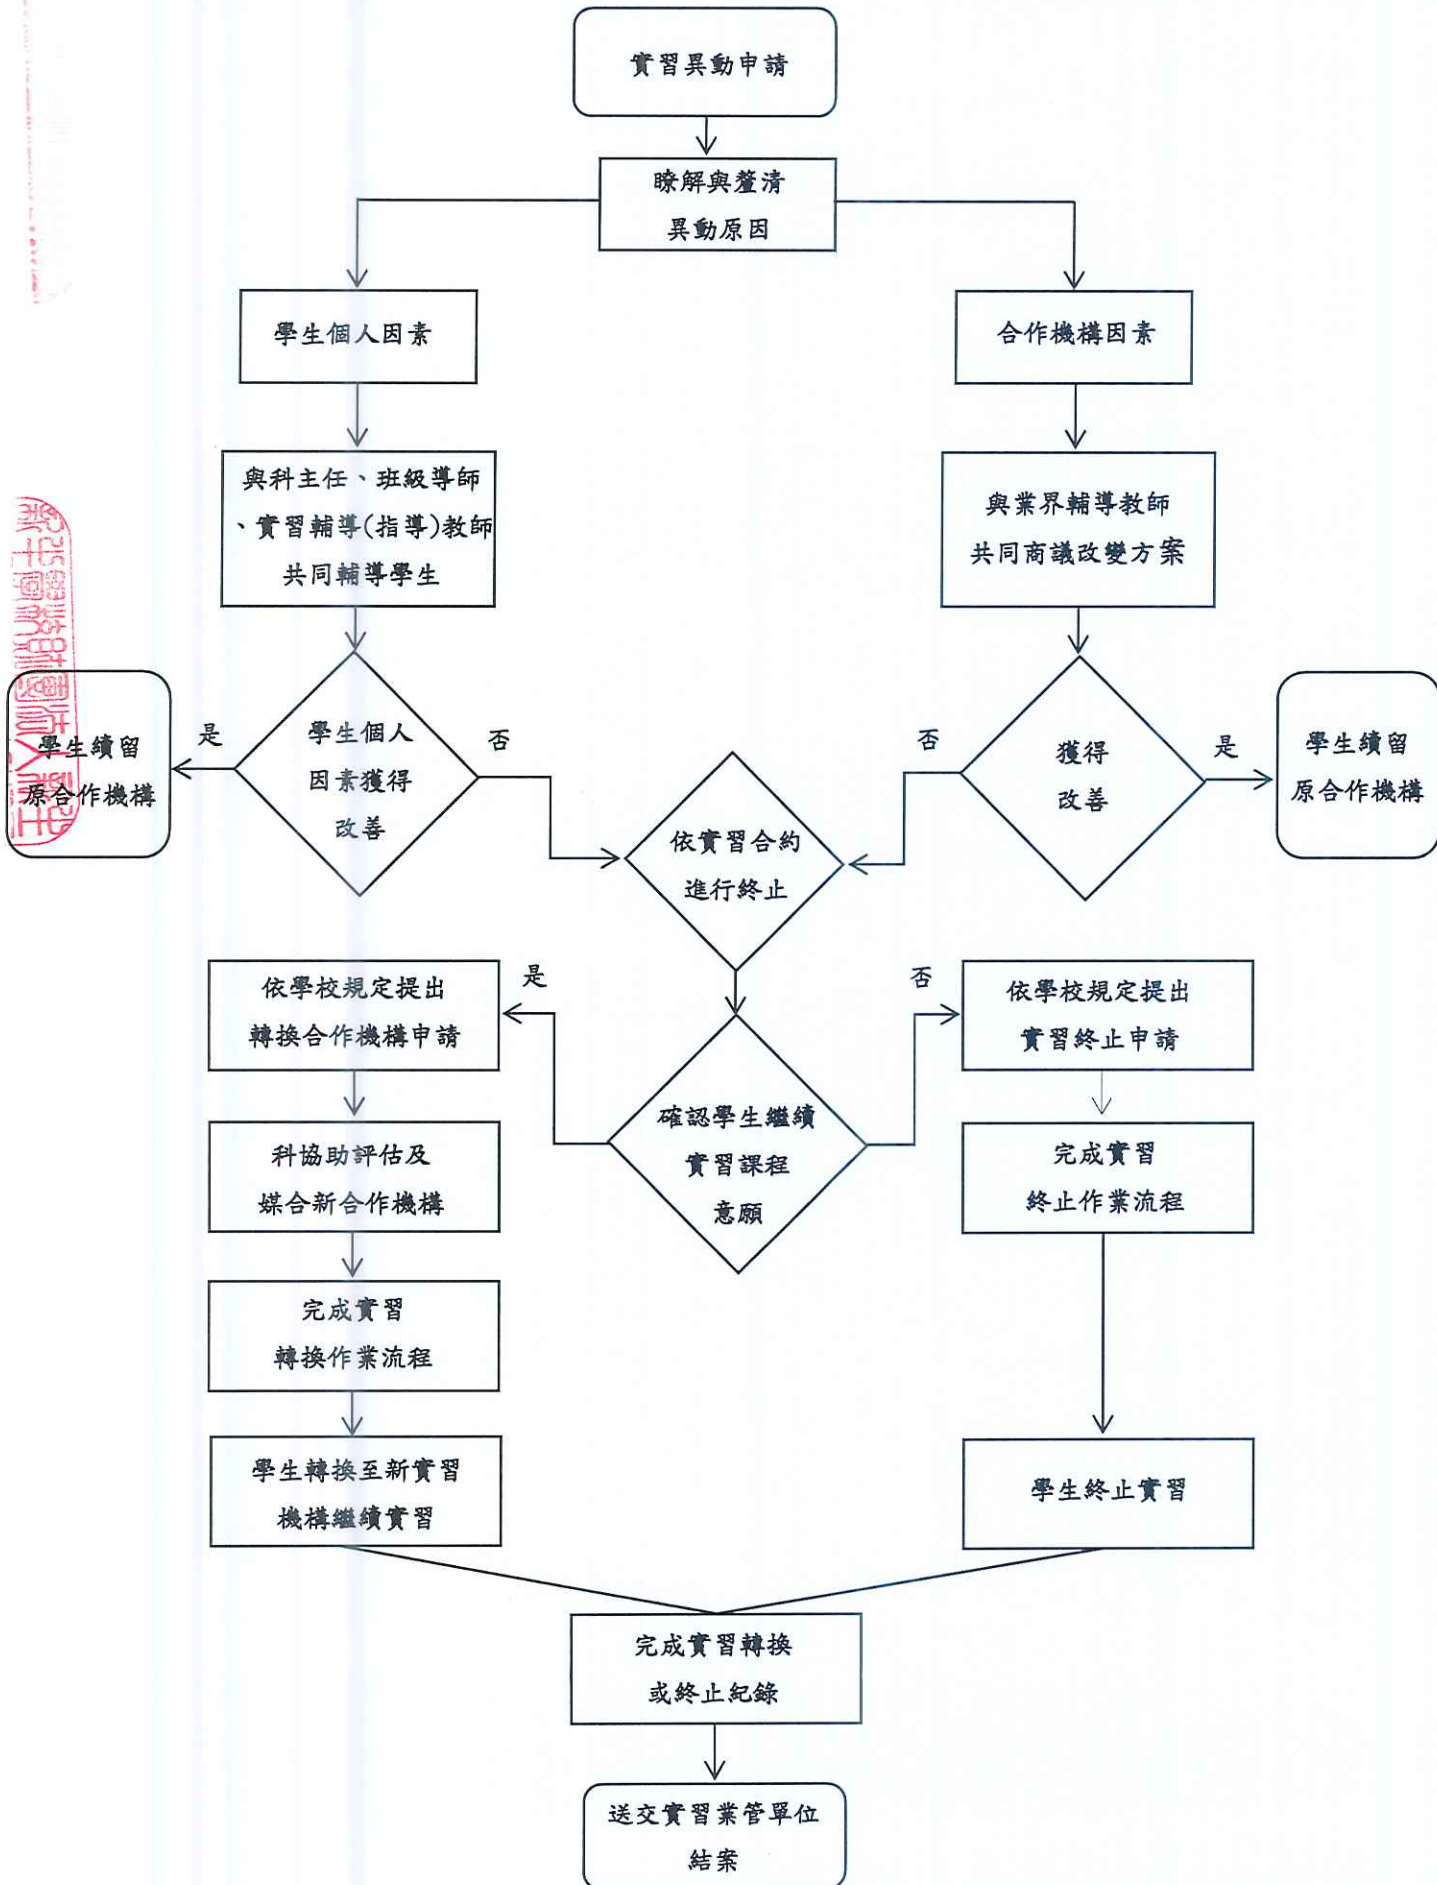 實習異動申請
瞭解與釐清
異動原因
學生個人因素
合作機構因素
與科主任、班級導師
、實習輔導(指導)教師
共同輔導學生
與業界輔導教師
共同商議改變方案
學生續留
原合作機構
是
學生個人
因素獲得
改善
否
依實習合約
進行終止
否
獲得
改善
是
學生續留
原合作機構
依學校規定提出
轉換合作機構申請
是
否
依學校規定提出
實習終止申請
確認學生繼續
實習課程
意願
科協助評估及
媒合新合作機構
完成實習
終止作業流程
完成實習
轉換作業流程
學生轉換至新實習
機構繼續實習
學生終止實習
完成實習轉換
或終止紀錄
送交實習業管單位
結案